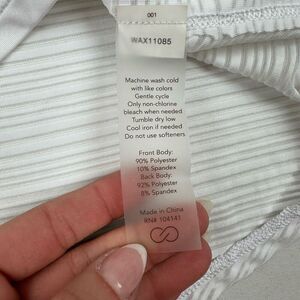 001
WAX11085
Machine wash cold
with like colors
Gentle cycle
Only non-chlorine
bleach when needed
Tumble dry low
Cool iron if needed
Do not use softeners
Front Body:
90% Polyester
10% Spandex
Back Body:
92% Polyester
8% Spandex
Made in China
RN# 104141